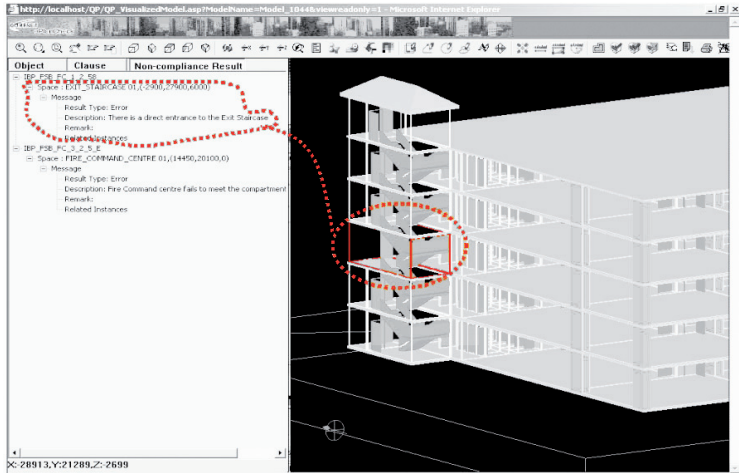 http://localhost/QP/QP_VisualizedModel.asp?ModelName=Model_1044&viewreadonly=1 - Microsoft Internet Explorer
Object Clause Non-compliance Result
IBP_PSB_FC_1_2_58
Space : EXIT_STAIRCASE 01,(-2900,27900,6000)
Message
Result Type: Error
Description: There is a direct entrance to the Exit Staircase
Remark:
Related Instances
IBP_PSB_FC_3_2_5_E
Space : FIRE_COMMAND_CENTRE 01,(14450,20100,0)
Message
Result Type: Error
Description: Fire Command centre fails to meet the compartment
Remark:
Related Instances
X:-28913,Y:21289,Z:-2699